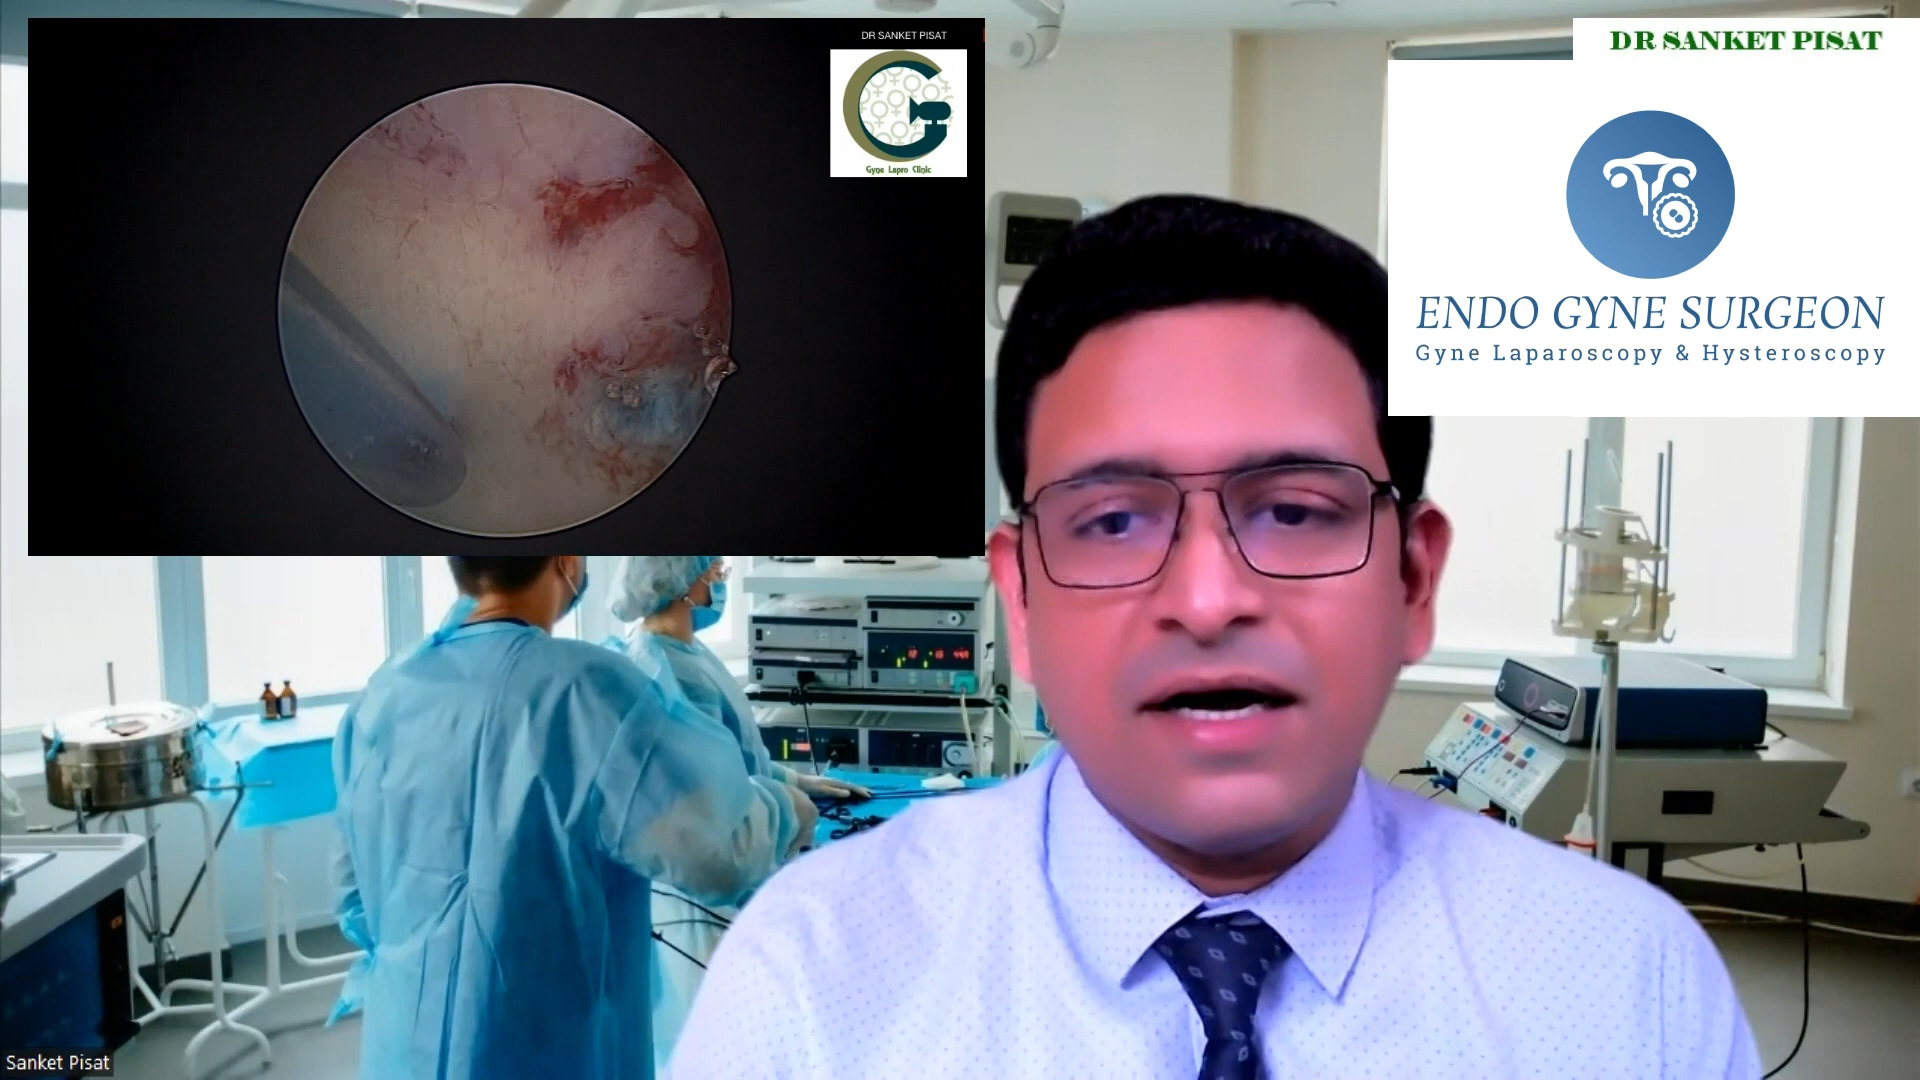 DR SANKET PISAT
Gyne Lapro Clinic
DR SANKET PISAT
ENDO GYNE SURGEON
Gyne Laparoscopy & Hysteroscopy
Sanket Pisat